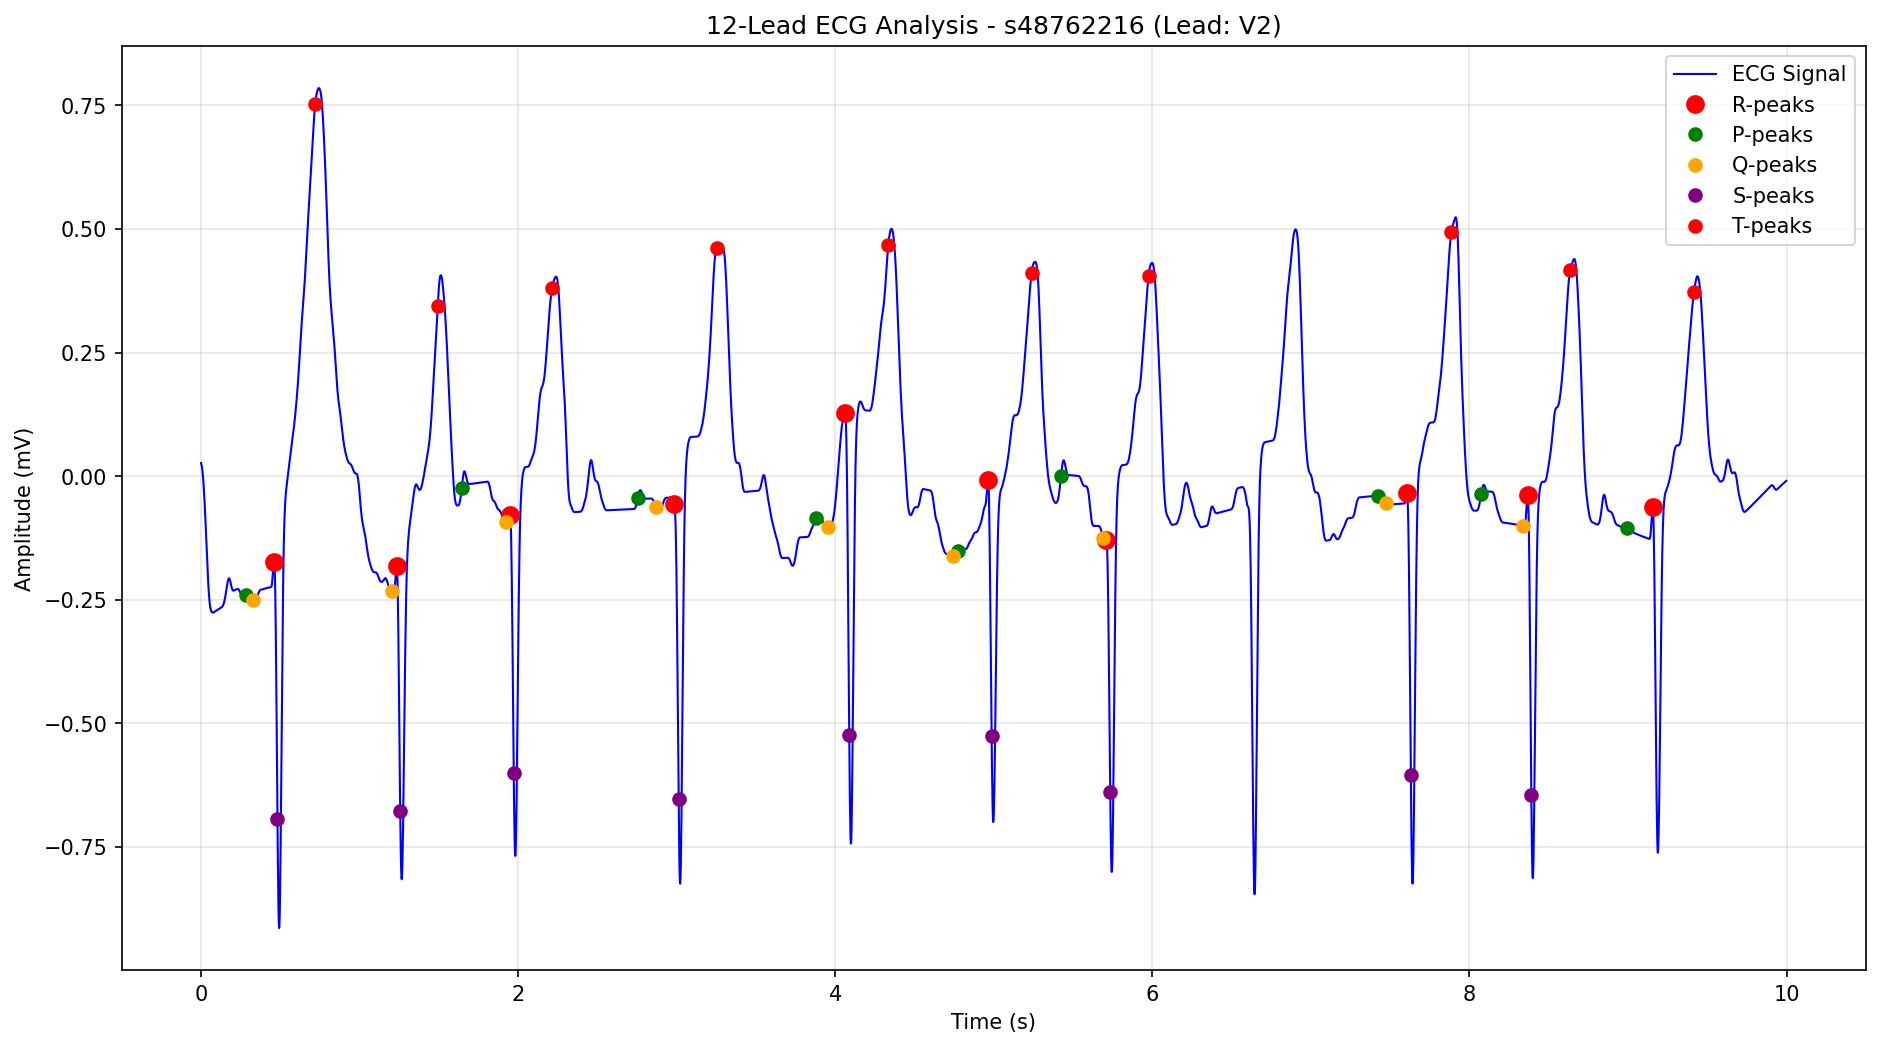 12-Lead ECG Analysis - s48762216 (Lead: V2)
ECG Signal
R-peaks
P-peaks
Q-peaks
S-peaks
T-peaks
0.75
0.50
0.25
0.00
−0.25
−0.50
−0.75
Amplitude (mV)
0 2 4 6 8 10
Time (s)